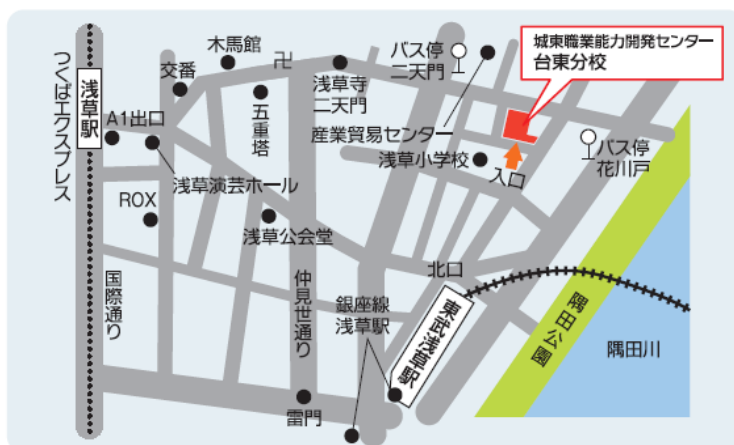 城東職業能力開発センター
台東分校
木馬館
卍
バス停
二天門
交番
浅草寺
二天門
つくばエクスプレス
浅草駅
A1出口
五重塔
産業貿易センター
浅草小学校
入口
バス停
花川戸
浅草演芸ホール
ROX
浅草公会堂
国際通り
仲見世通り
北口
銀座線
浅草駅
東武浅草駅
隅田公園
隅田川
雷門